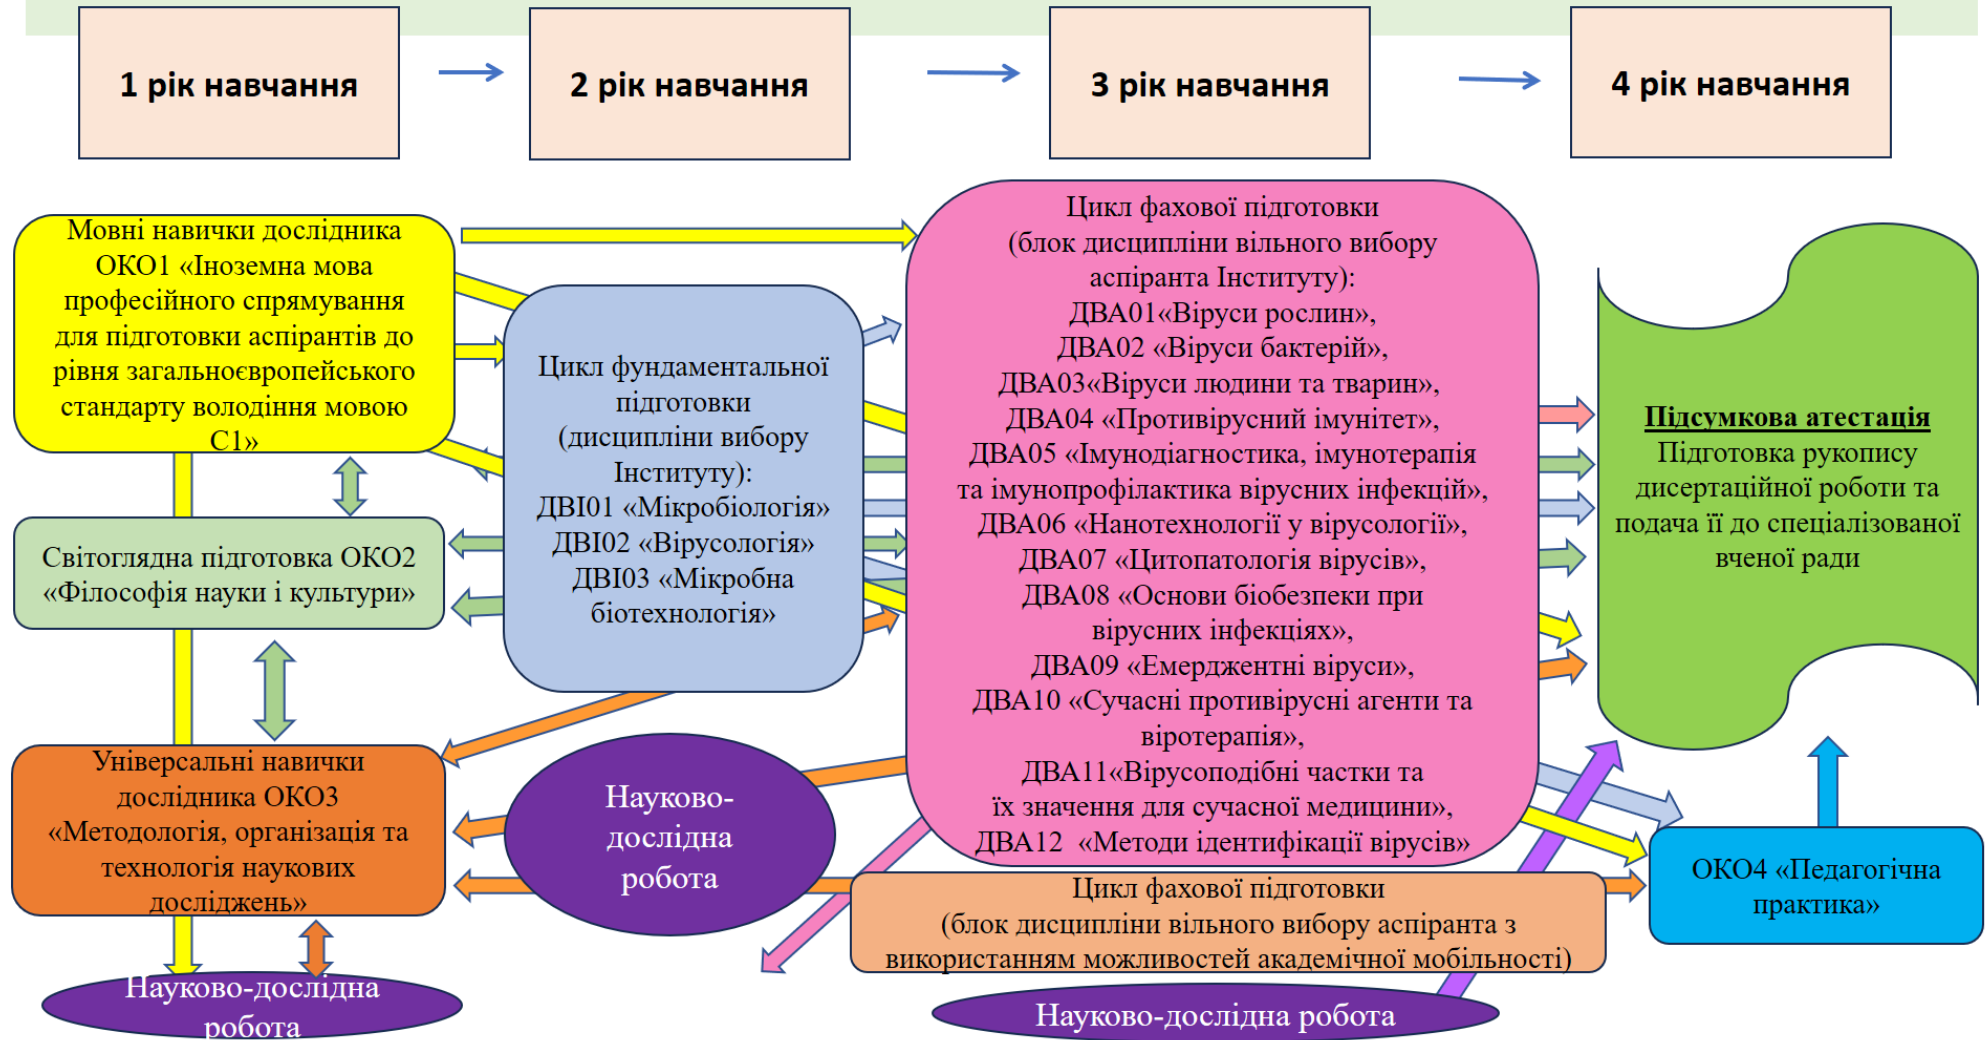 1 рік навчання
2 рік навчання
3 рік навчання
4 рік навчання
Мовні навички дослідника
ОКО1 «Іноземна мова
професійного спрямування
для підготовки аспірантів до
рівня загальноєвропейського
стандарту володіння мовою
С1»
Світоглядна підготовка ОКО2
«Філософія науки і культури»
Універсальні навички
дослідника ОКО3
«Методологія, організація та
технологія наукових
досліджень»
Науково-дослідна
робота
Цикл фундаментальної
підготовки
(дисципліни вибору
Інституту):
ДВІ01 «Мікробіологія»
ДВІ02 «Вірусологія»
ДВІ03 «Мікробна
біотехнологія»
Науково-
дослідна
робота
Цикл фахової підготовки
(блок дисципліни вільного вибору
аспіранта Інституту):
ДВА01«Віруси рослин»,
ДВА02 «Віруси бактерій»,
ДВА03«Віруси людини та тварин»,
ДВА04 «Противірусний імунітет»,
ДВА05 «Імунодіагностика, імунотерапія
та імунопрофілактика вірусних інфекцій»,
ДВА06 «Нанотехнології у вірусології»,
ДВА07 «Цитопатологія вірусів»,
ДВА08 «Основи біобезпеки при
вірусних інфекціях»,
ДВА09 «Емерджентні віруси»,
ДВА10 «Сучасні противірусні агенти та
віротерапія»,
ДВА11«Вірусоподібні частки та
їх значення для сучасної медицини»,
ДВА12 «Методи ідентифікації вірусів»
Цикл фахової підготовки
(блок дисципліни вільного вибору аспіранта з
використанням можливостей академічної мобільності)
Науково-дослідна робота
Підсумкова атестація
Підготовка рукопису
дисертаційної роботи та
подача її до спеціалізованої
вченої ради
ОКО4 «Педагогічна
практика»